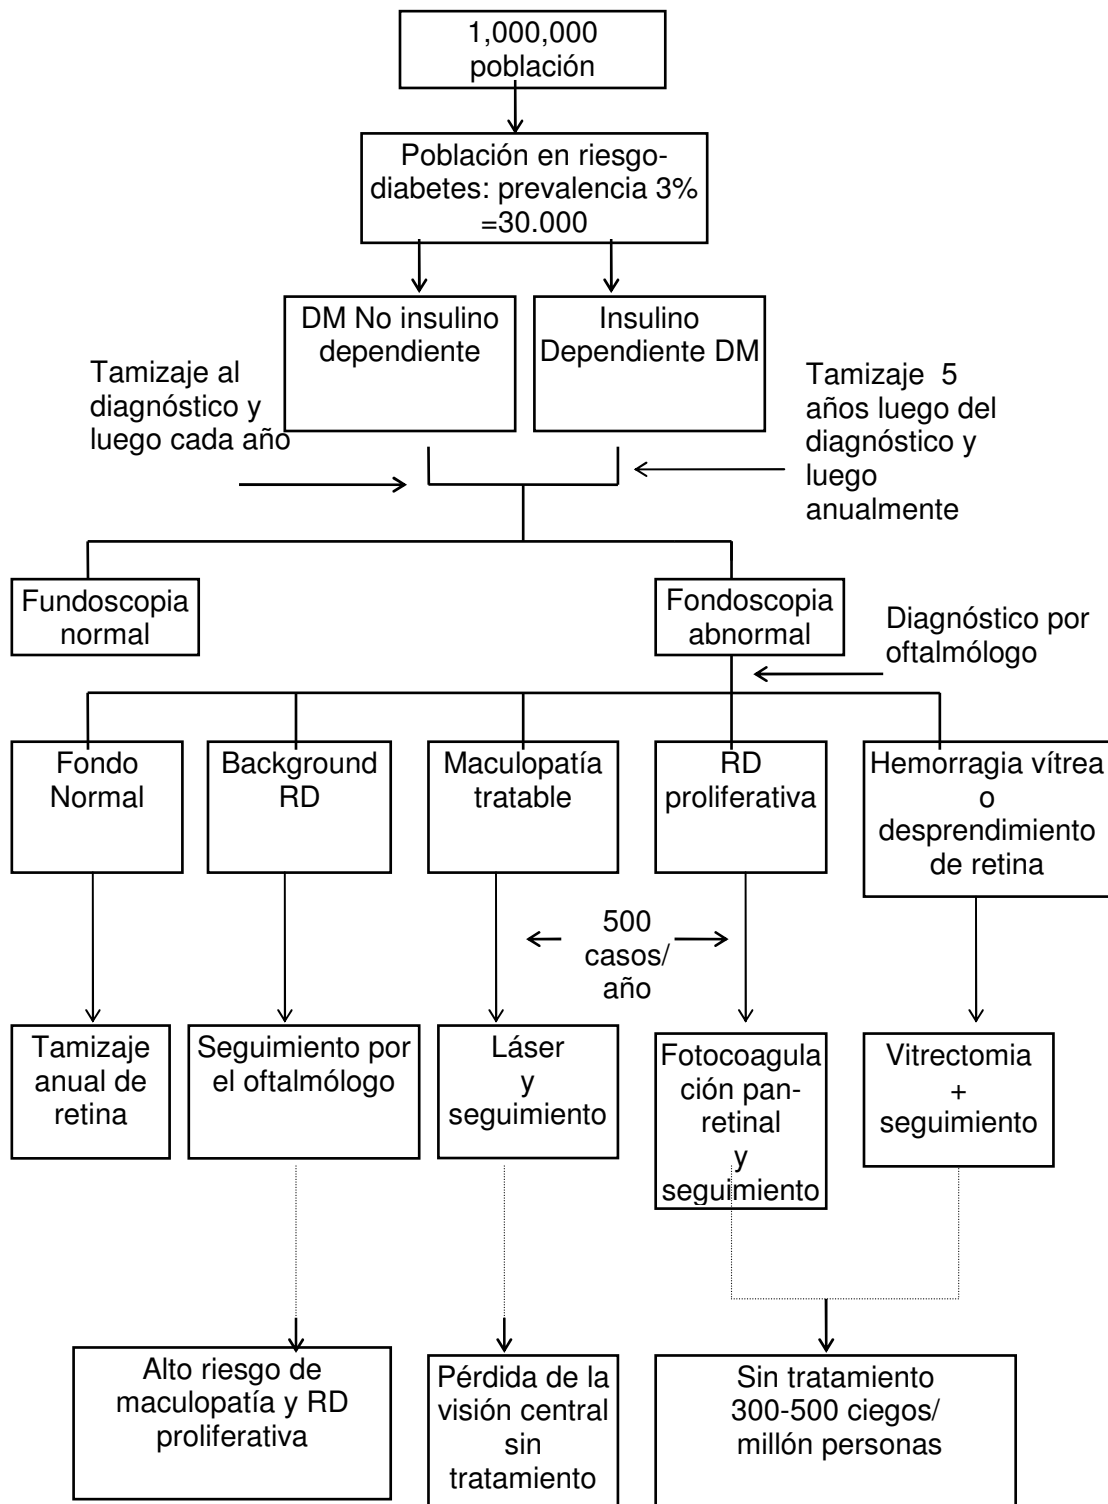 1,000,000
población
Población en riesgo-
diabetes: prevalencia 3%
=30.000
DM No insulino
dependiente
Insulino
Dependiente DM
Tamizaje al
diagnóstico y
luego cada año
Tamizaje 5
años luego del
diagnóstico y
luego
anualmente
Fundoscopia
normal
Fondoscopia
abnormal
Diagnóstico por
oftalmólogo
Fondo
Normal
Background
RD
Maculopatía
tratable
RD
proliferativa
Hemorragia vítrea
o
desprendimiento
de retina
500
casos/
año
Tamizaje
anual de
retina
Seguimiento por
el oftalmólogo
Láser
y
seguimiento
Fotocoagula
ción pan-
retinal
y
seguimiento
Vitrectomia
+
seguimiento
Alto riesgo de
maculopatía y RD
proliferativa
Pérdida de la
visión central
sin
tratamiento
Sin tratamiento
300-500 ciegos/
millón personas